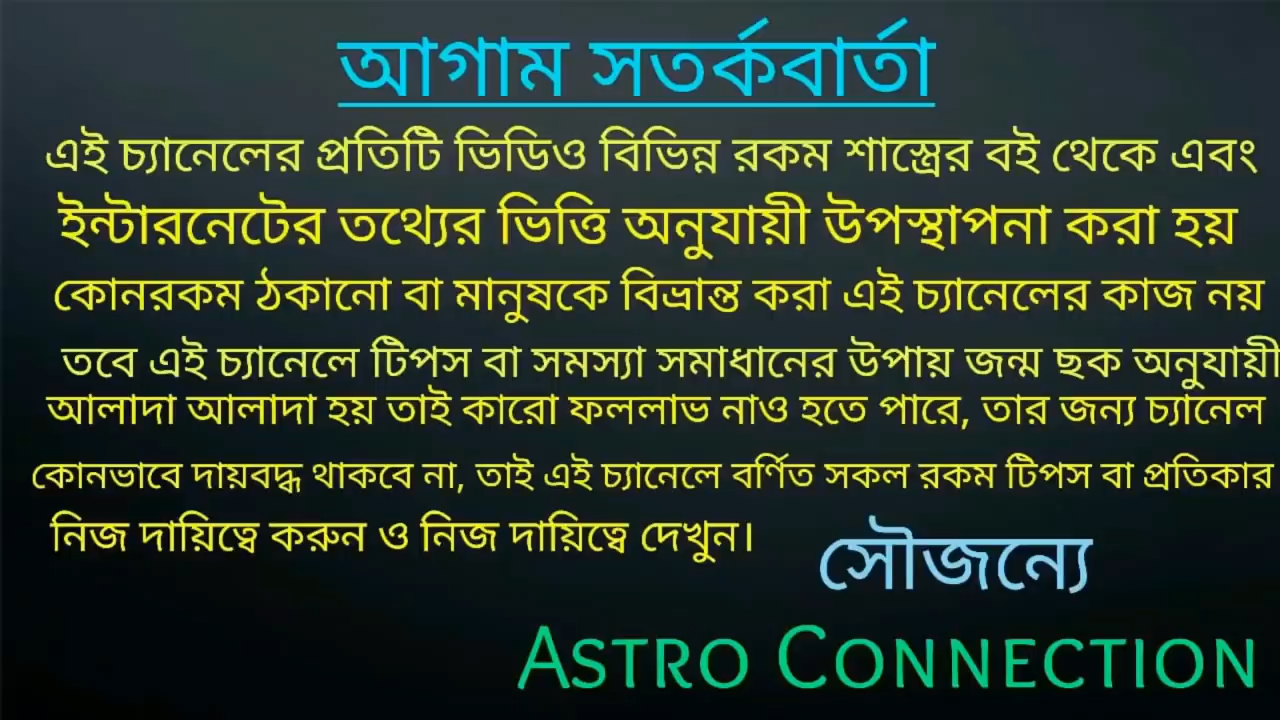 আগাম সতর্কবার্তা
এই চ্যানেলের প্রতিটি ভিডিও বিভিন্ন রকম শাস্ত্রের বই থেকে এবং
ইন্টারনেটের তথ্যের ভিত্তি অনুযায়ী উপস্থাপনা করা হয়
কোনরকম ঠকানো বা মানুষকে বিভ্রান্ত করা এই চ্যানেলের কাজ নয়
তবে এই চ্যানেলে টিপস বা সমস্যা সমাধানের উপায় জন্ম ছক অনুযায়ী
আলাদা আলাদা হয় তাই কারো ফললাভ নাও হতে পারে, তার জন্য চ্যানেল
কোনভাবে দায়বদ্ধ থাকবে না, তাই এই চ্যানেলে বর্ণিত সকল রকম টিপস বা প্রতিকার
নিজ দায়িত্বে করুন ও নিজ দায়িত্বে দেখুন।
সৌজন্যে
ASTRO CONNECTION